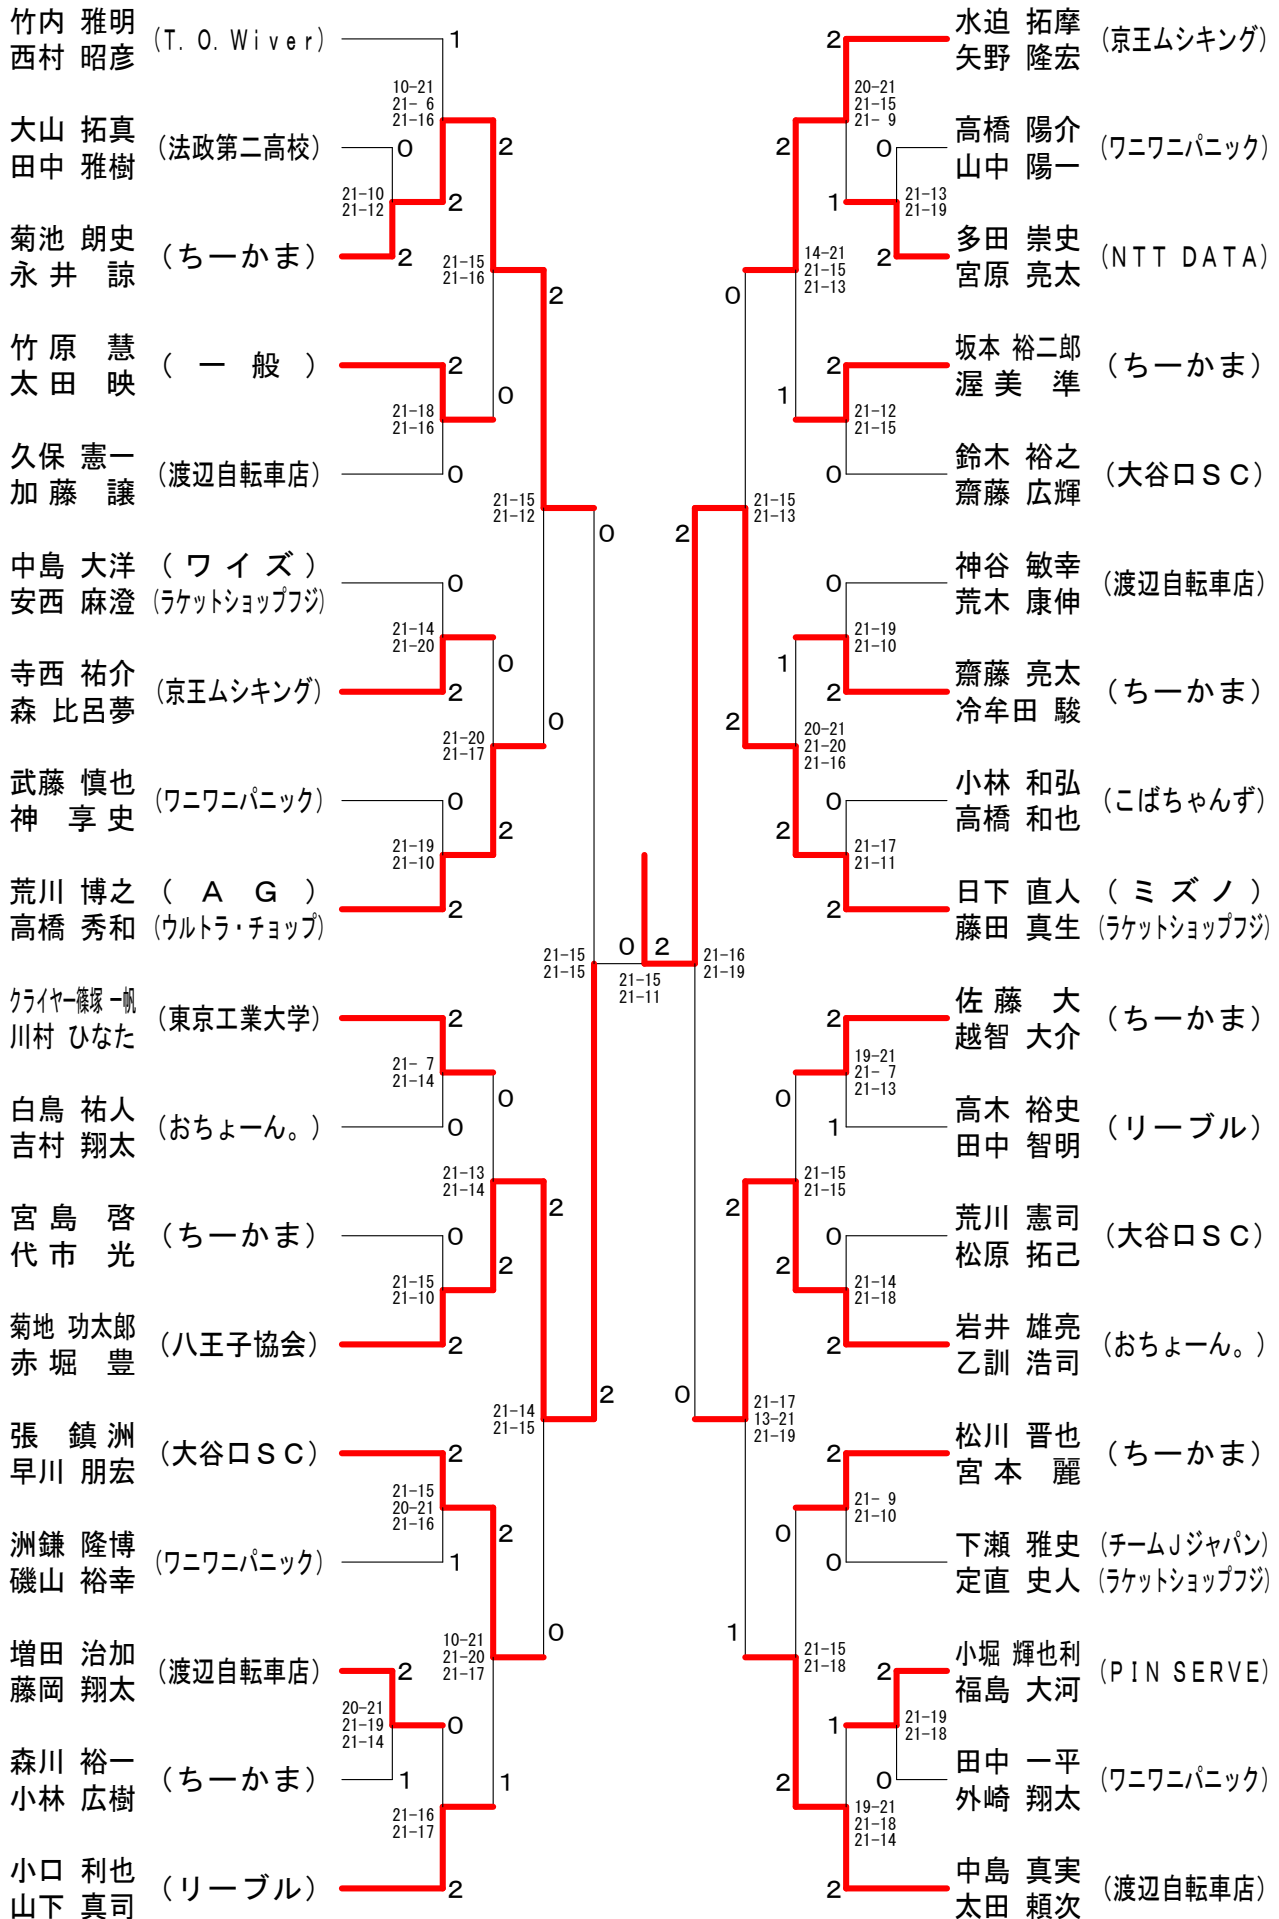 竹内 雅明
西村 昭彦
(T.O.Wiver)
1
10-21
21- 6
21-16
大山 拓真
田中 雅樹
(法政第二高校)
0
2
21-10
21-12
2
菊池 朗史
永井 諒
(ちーかま)
2
21-15
21-16
2
竹原 慧
太田 映
(一般)
2
0
21-18
21-16
久保 憲一
加藤 譲
(渡辺自転車店)
0
21-15
21-12
0
中島 大洋
安西 麻澄
(ワイズ)
(ラケットショップフジ)
0
21-14
21-20
0
寺西 祐介
森 比呂夢
(京王ムシキング)
2
0
21-20
21-17
武藤 慎也
神 享史
(ワニワニパニック)
0
2
21-19
21-10
荒川 博之
高橋 秀和
(AG)
(ウルトラ・チョップ)
2
21-15
21-15
0
2
21-15
21-11
クライヤー篠塚 一帆
川村 ひなた
(東京工業大学)
2
21- 7
21-14
0
白鳥 祐人
吉村 翔太
(おちょーん。)
0
21-13
21-14
2
宮島 啓
代市 光
(ちーかま)
0
2
21-15
21-10
菊地 功太郎
赤堀 豊
(八王子協会)
2
2
21-14
21-15
張 鎮洲
早川 朋宏
(大谷口SC)
2
21-15
20-21
21-16
2
洲鎌 隆博
磯山 裕幸
(ワニワニパニック)
1
10-21
21-20
21-17
0
増田 治加
藤岡 翔太
(渡辺自転車店)
2
20-21
21-19
21-14
0
森川 裕一
小林 広樹
(ちーかま)
1
1
21-16
21-17
小口 利也
山下 真司
(リーブル)
2
2
水迫 拓摩
矢野 隆宏
(京王ムシキング)
20-21
21-15
21- 9
2
0
高橋 陽介
山中 陽一
(ワニワニパニック)
1
21-13
21-19
2
多田 崇史
宮原 亮太
(NTT DATA)
14-21
21-15
21-13
0
2
坂本 裕二郎
渥美 準
(ちーかま)
1
21-12
21-15
0
鈴木 裕之
齋藤 広輝
(大谷口SC)
21-15
21-13
2
0
神谷 敏幸
荒木 康伸
(渡辺自転車店)
21-19
21-10
1
2
齋藤 亮太
冷牟田 駿
(ちーかま)
2
20-21
21-20
21-16
0
小林 和弘
高橋 和也
(こばちゃんず)
2
21-17
21-11
2
日下 直人
藤田 真生
(ミズノ)
(ラケットショップフジ)
21-16
21-19
2
佐藤 大
越智 大介
(ちーかま)
19-21
21- 7
21-13
0
1
高木 裕史
田中 智明
(リーブル)
21-15
21-15
2
0
荒川 憲司
松原 拓己
(大谷口SC)
2
21-14
21-18
2
岩井 雄亮
乙訓 浩司
(おちょーん。)
0
21-17
13-21
21-19
2
松川 晋也
宮本 麗
(ちーかま)
21- 9
21-10
0
0
下瀬 雅史
定直 史人
(チームJジャパン)
(ラケットショップフジ)
1
21-15
21-18
2
小堀 輝也利
福島 大河
(PIN SERVE)
1
21-19
21-18
0
田中 一平
外崎 翔太
(ワニワニパニック)
2
19-21
21-18
21-14
2
中島 真実
太田 頼次
(渡辺自転車店)